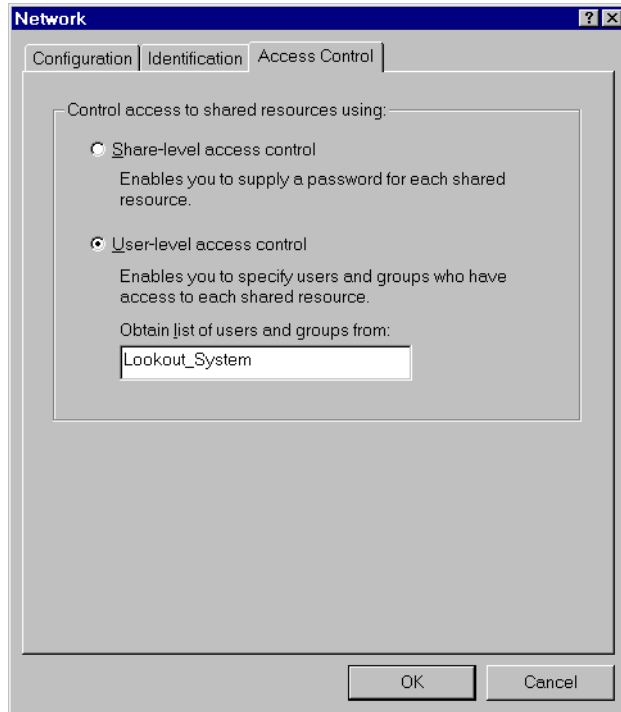 Network
Configuration Identification Access Control
Control access to shared resources using:
Share-level access control
Enables you to supply a password for each shared
resource.
User-level access control
Enables you to specify users and groups who have
access to each shared resource.
Obtain list of users and groups from:
Lookout_System
OK Cancel